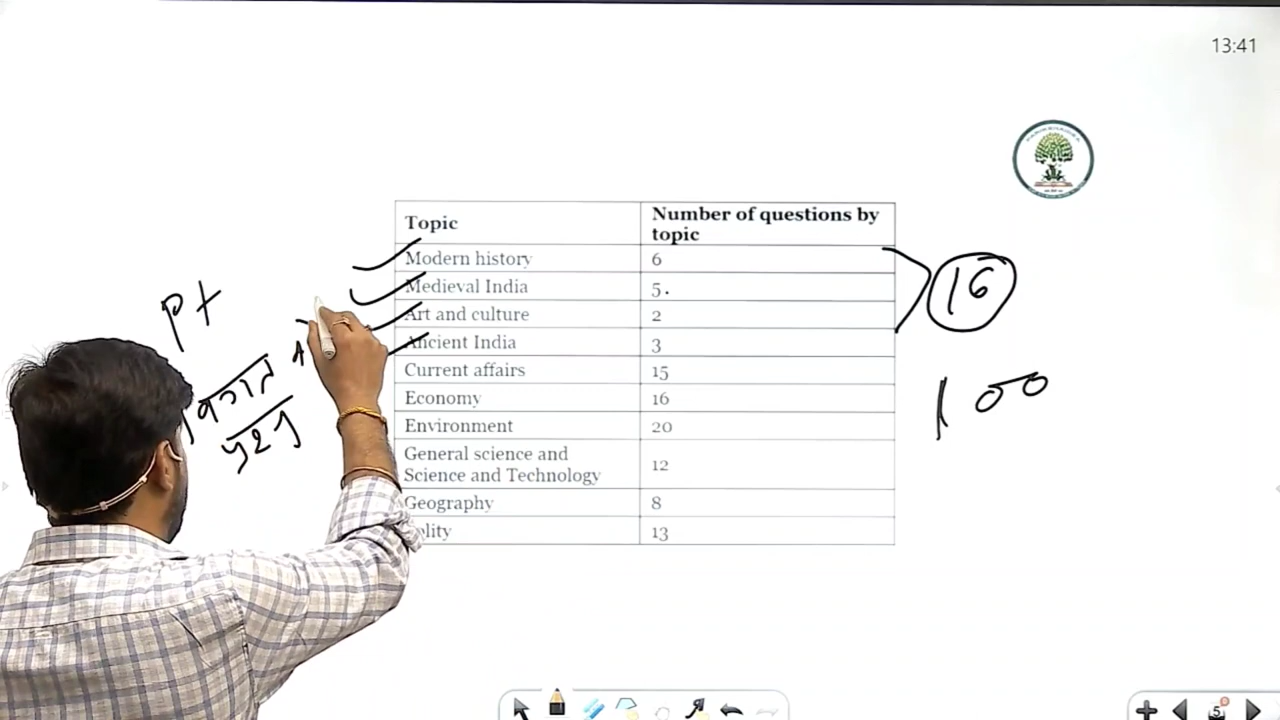 13:41
Topic Number of questions by topic
Modern history 6
Medieval India 5.
Art and culture 2
Ancient India 3
Current affairs 15
Economy 16
Environment 20
General science and Science and Technology 12
Geography 8
13
16
100
Pt
A
5